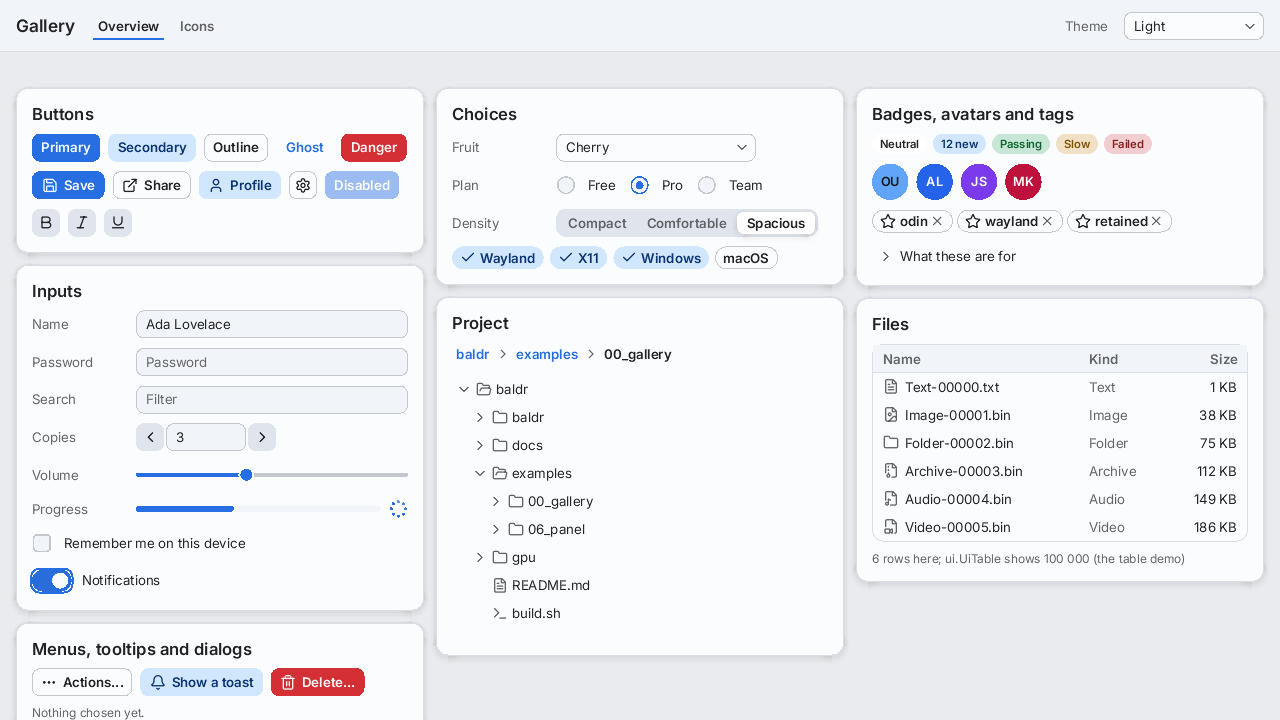 Gallery Overview Icons Theme Light
Buttons
Primary Secondary Outline Ghost Danger
Save Share Profile Disabled
B I U
Inputs
Name Ada Lovelace
Password Password
Search Filter
Copies 3
Volume
Progress
Remember me on this device
Notifications
Menus, tooltips and dialogs
Actions... Show a toast Delete...
Nothing chosen yet.
Choices
Fruit Cherry
Plan Free Pro Team
Density Compact Comfortable Spacious
Wayland X11 Windows macOS
Project
baldr examples 00_gallery
baldr
baldr
docs
examples
00_gallery
06_panel
gpu
README.md
build.sh
Badges, avatars and tags
Neutral 12 new Passing Slow Failed
OU AL JS MK
odin wayland retained
What these are for
Files
Name Kind Size
Text-00000.txt Text 1 KB
Image-00001.bin Image 38 KB
Folder-00002.bin Folder 75 KB
Archive-00003.bin Archive 112 KB
Audio-00004.bin Audio 149 KB
Video-00005.bin Video 186 KB
6 rows here; ui.UiTable shows 100 000 (the table demo)